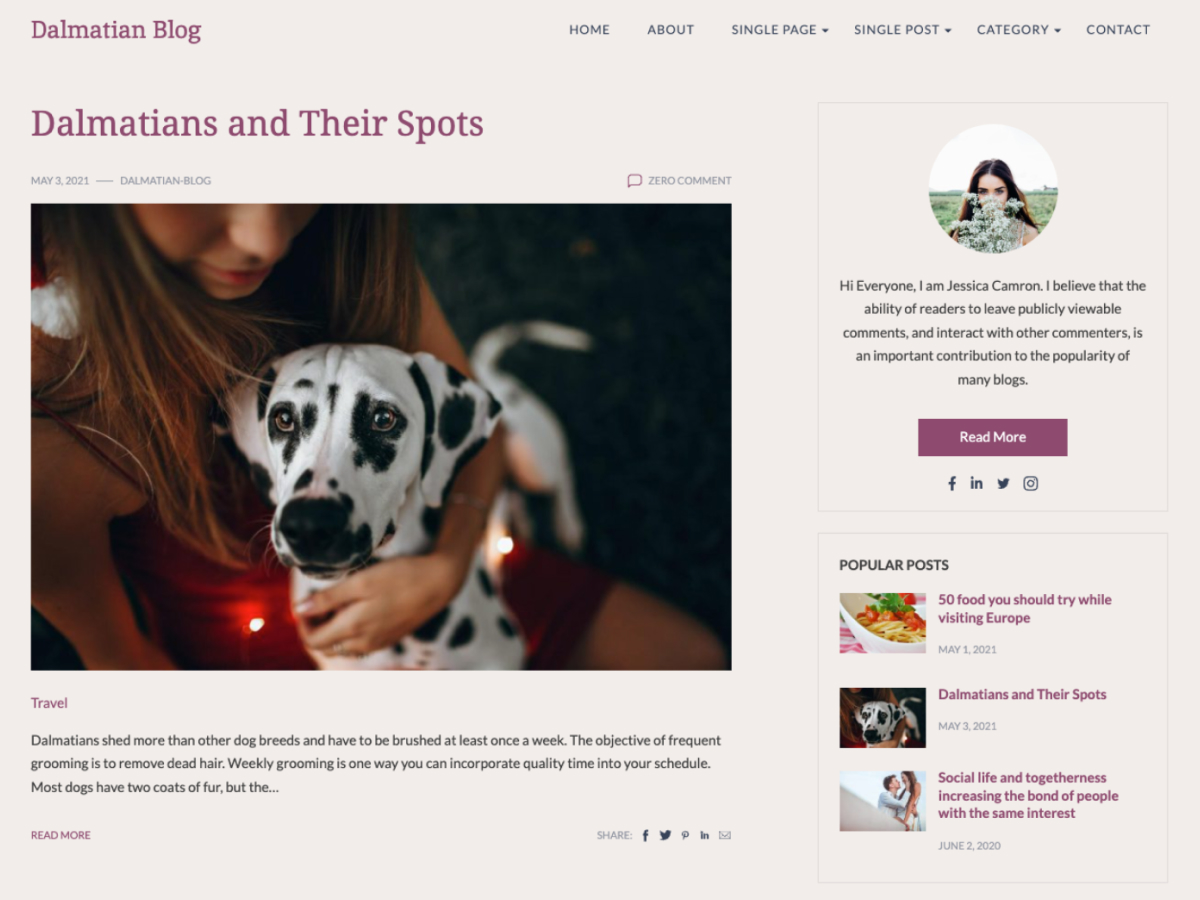 Dalmatian Blog
HOME ABOUT SINGLE PAGE SINGLE POST CATEGORY CONTACT
Dalmatians and Their Spots
MAY 3, 2021 — DALMATIAN-BLOG
ZERO COMMENT
Travel
Dalmatians shed more than other dog breeds and have to be brushed at least once a week. The objective of frequent
grooming is to remove dead hair. Weekly grooming is one way you can incorporate quality time into your schedule.
Most dogs have two coats of fur, but the...
READ MORE
SHARE:
Hi Everyone, I am Jessica Camron. I believe that the
ability of readers to leave publicly viewable
comments, and interact with other commenters, is
an important contribution to the popularity of
many blogs.
Read More
POPULAR POSTS
50 food you should try while
visiting Europe
MAY 1, 2021
Dalmatians and Their Spots
MAY 3, 2021
Social life and togetherness
increasing the bond of people
with the same interest
JUNE 2, 2020